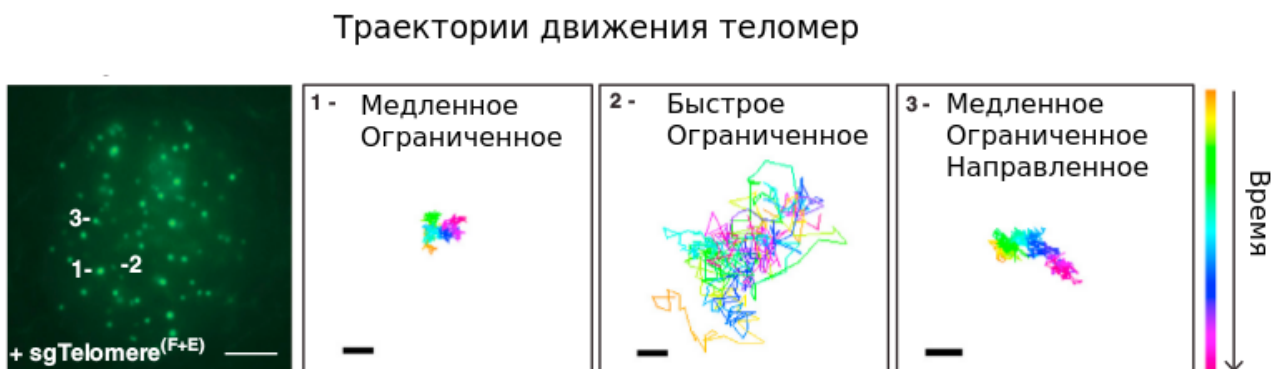 Траектории движения теломер
1 - Медленное
Ограниченное
2 - Быстрое
Ограниченное
3- Медленное
Ограниченное
Направленное
3-
1-
-2
+ sgTelomere(F+E)
Время